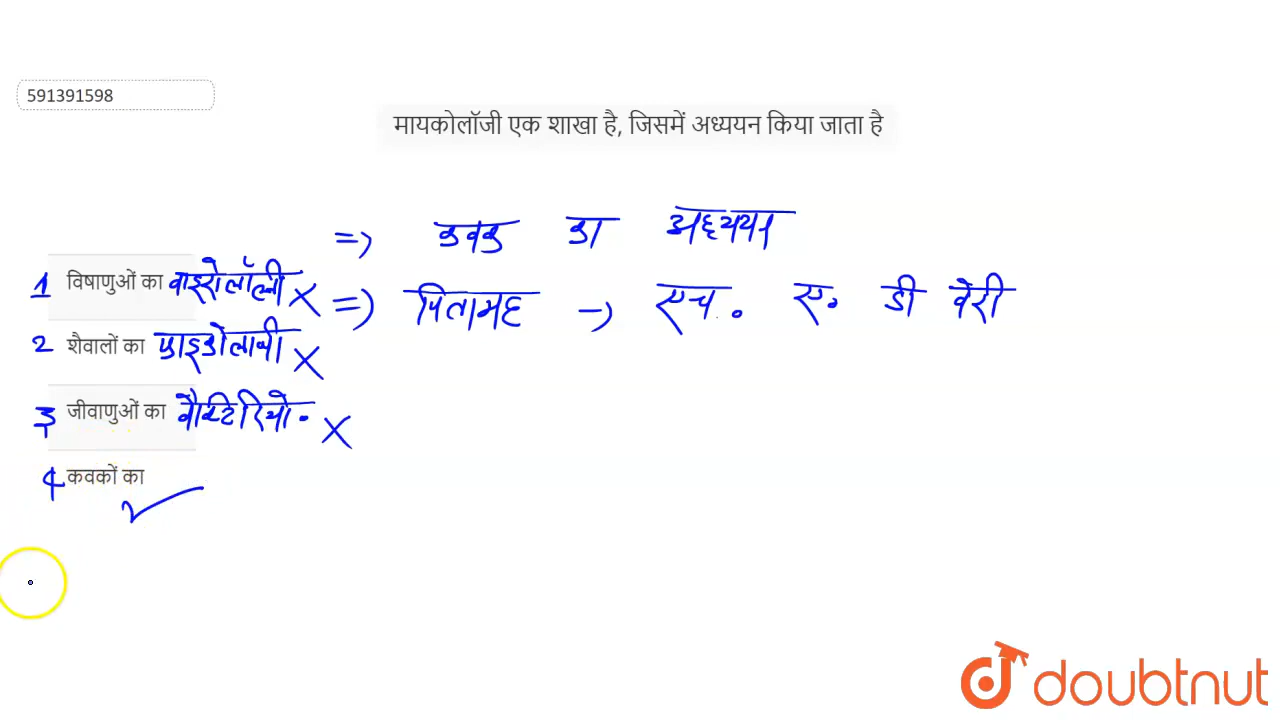 591391598
मायकोलॉजी एक शाखा है, जिसमें अध्ययन किया जाता है
=> कवक का अध्ययन
1 विषाणुओं का वाइरोलॉजी X
=> पितामह -> एच. ए. डी वेरी
2 शैवालों का फाइकोलाजी X
3 जीवाणुओं का बैक्टिरियो. X
4 कवकों का ✓
doubtnut